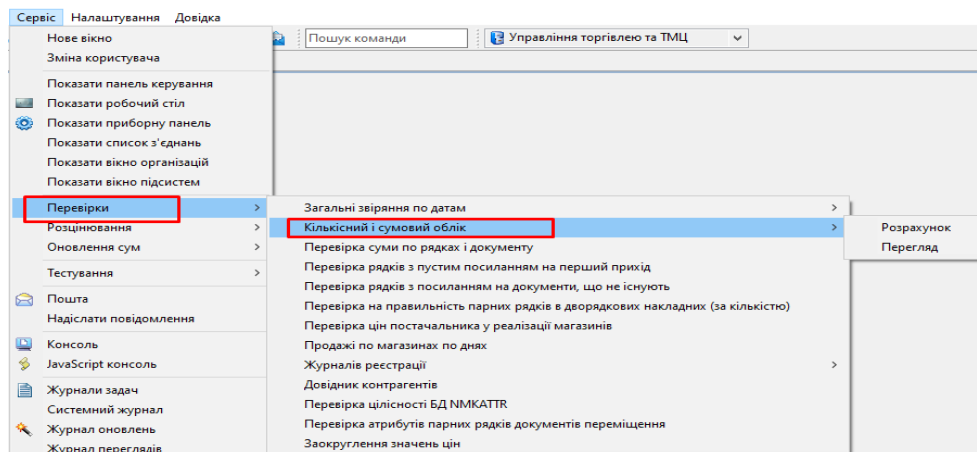 Сервіс Налаштування Довідка
Нове вікно
Пошук команди
Управління торгівлею та ТМЦ
Зміна користувача
Показати панель керування
Показати робочий стіл
Показати приборну панель
Показати список з'єднань
Показати вікно організацій
Показати вікно підсистем
Перевірки
Розцінювання
Оновлення сум
Тестування
Пошта
Надіслати повідомлення
Консоль
JavaScript консоль
Журнали задач
Системний журнал
Журнал оновлень
Журнал переглядів
Загальні звіряння по датам
Кількісний і сумовий облік
Перевірка суми по рядках і документу
Перевірка рядків з пустим посиланням на перший прихід
Перевірка рядків з посиланням на документи, що не існують
Перевірка на правильність парних рядків в дворядкових накладних (за кількістю)
Перевірка цін постачальника у реалізації магазинів
Продажі по магазинах по днях
Журналів реєстрації
Довідник контрагентів
Перевірка цілісності БД NMKATTR
Перевірка атрибутів парних рядків документів переміщення
Заокруглення значень цін
Розрахунок
Перегляд